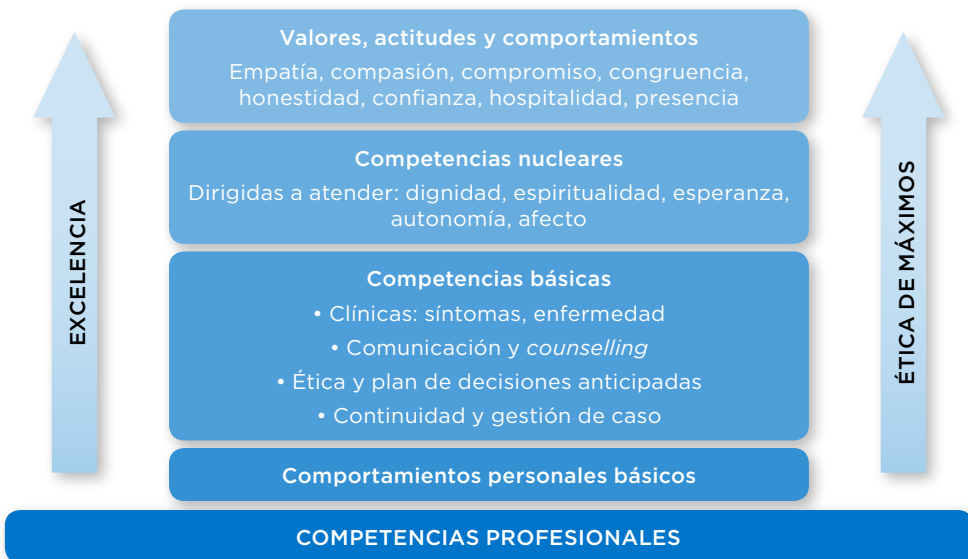 Valores, actitudes y comportamientos
Empatía, compasión, compromiso, congruencia,
honestidad, confianza, hospitalidad, presencia
Competencias nucleares
Dirigidas a atender: dignidad, espiritualidad, esperanza,
autonomía, afecto
Competencias básicas
• Clínicas: síntomas, enfermedad
• Comunicación y counselling
• Ética y plan de decisiones anticipadas
• Continuidad y gestión de caso
Comportamientos personales básicos
COMPETENCIAS PROFESIONALES
EXCELENCIA
ÉTICA DE MÁXIMOS